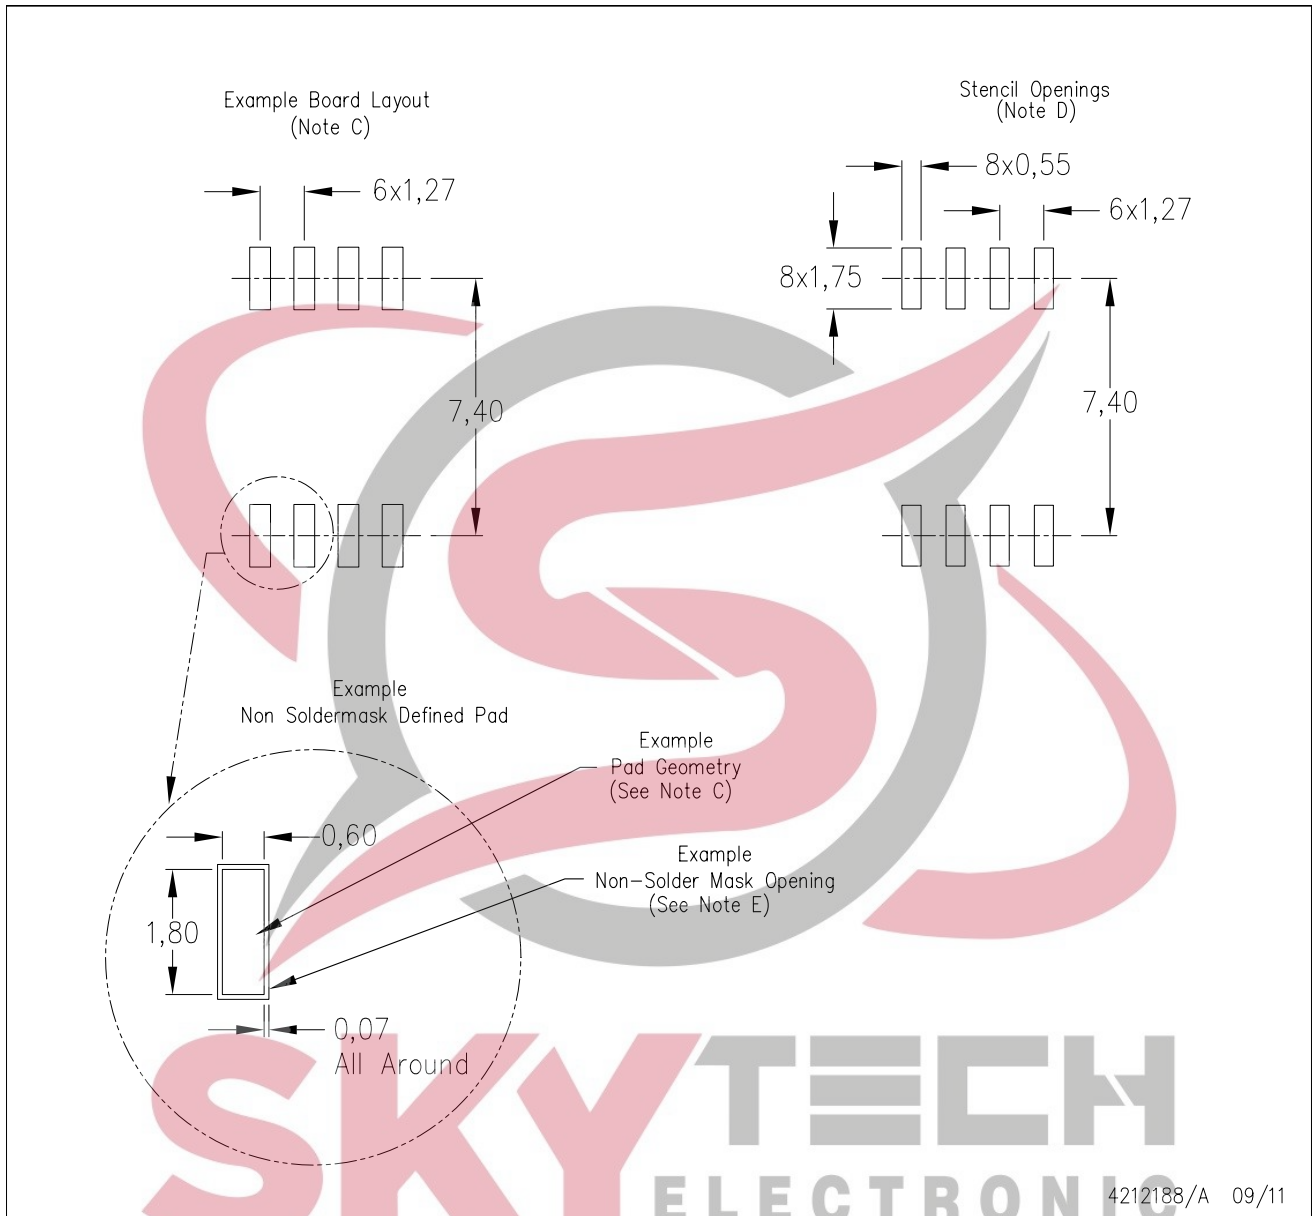 Example Board Layout
(Note C)
6x1,27
7,40
Stencil Openings
(Note D)
8x0,55
6x1,27
8x1,75
7,40
Example
Non Soldermask Defined Pad
Example
Pad Geometry
(See Note C)
0,60
Example
Non-Solder Mask Opening
(See Note E)
1,80
0,07
All Around
SKYTECH
ELECTRONIC
4212188/A 09/11